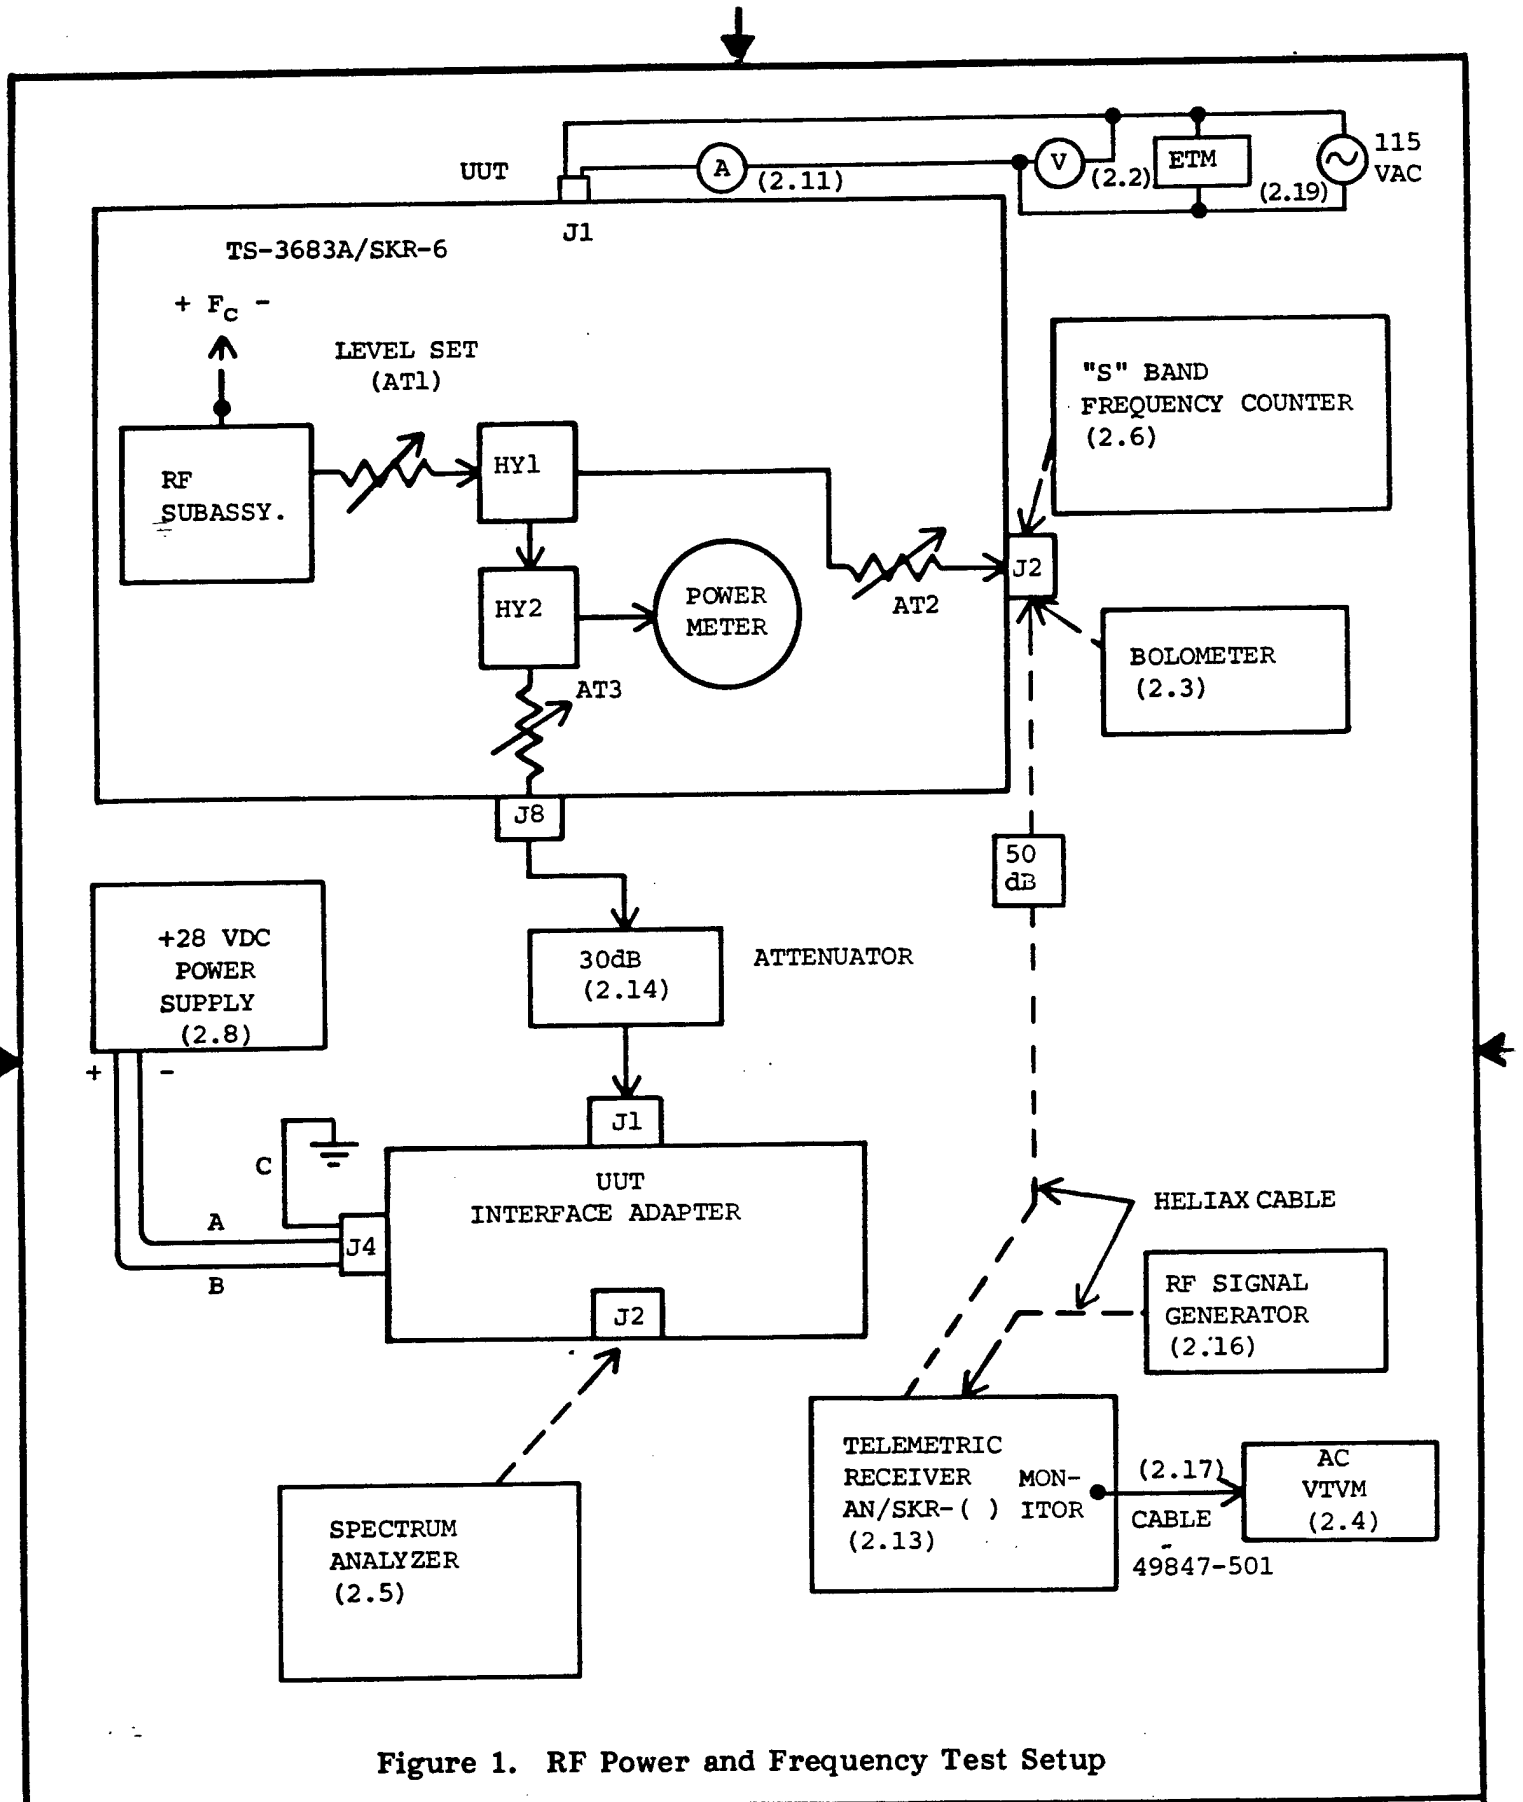 115
VAC
UUT
A
(2.11)
V
(2.2)
ETM
(2.19)
J1
TS-3683A/SKR-6
+ Fc -
LEVEL SET
(AT1)
"S" BAND
FREQUENCY COUNTER
(2.6)
RF
SUBASSY.
HY1
HY2
POWER
METER
AT2
J2
BOLOMETER
(2.3)
AT3
J8
50
dB
+28 VDC
POWER
SUPPLY
(2.8)
+ -
30dB
(2.14)
ATTENUATOR
J1
C
UUT
INTERFACE ADAPTER
A
J4
B
J2
HELIAX CABLE
RF SIGNAL
GENERATOR
(2.16)
TELEMETRIC
RECEIVER
AN/SKR-( )
(2.13)
MON-
ITOR
(2.17)
CABLE
49847-501
AC
VTVM
(2.4)
SPECTRUM
ANALYZER
(2.5)
Figure 1. RF Power and Frequency Test Setup